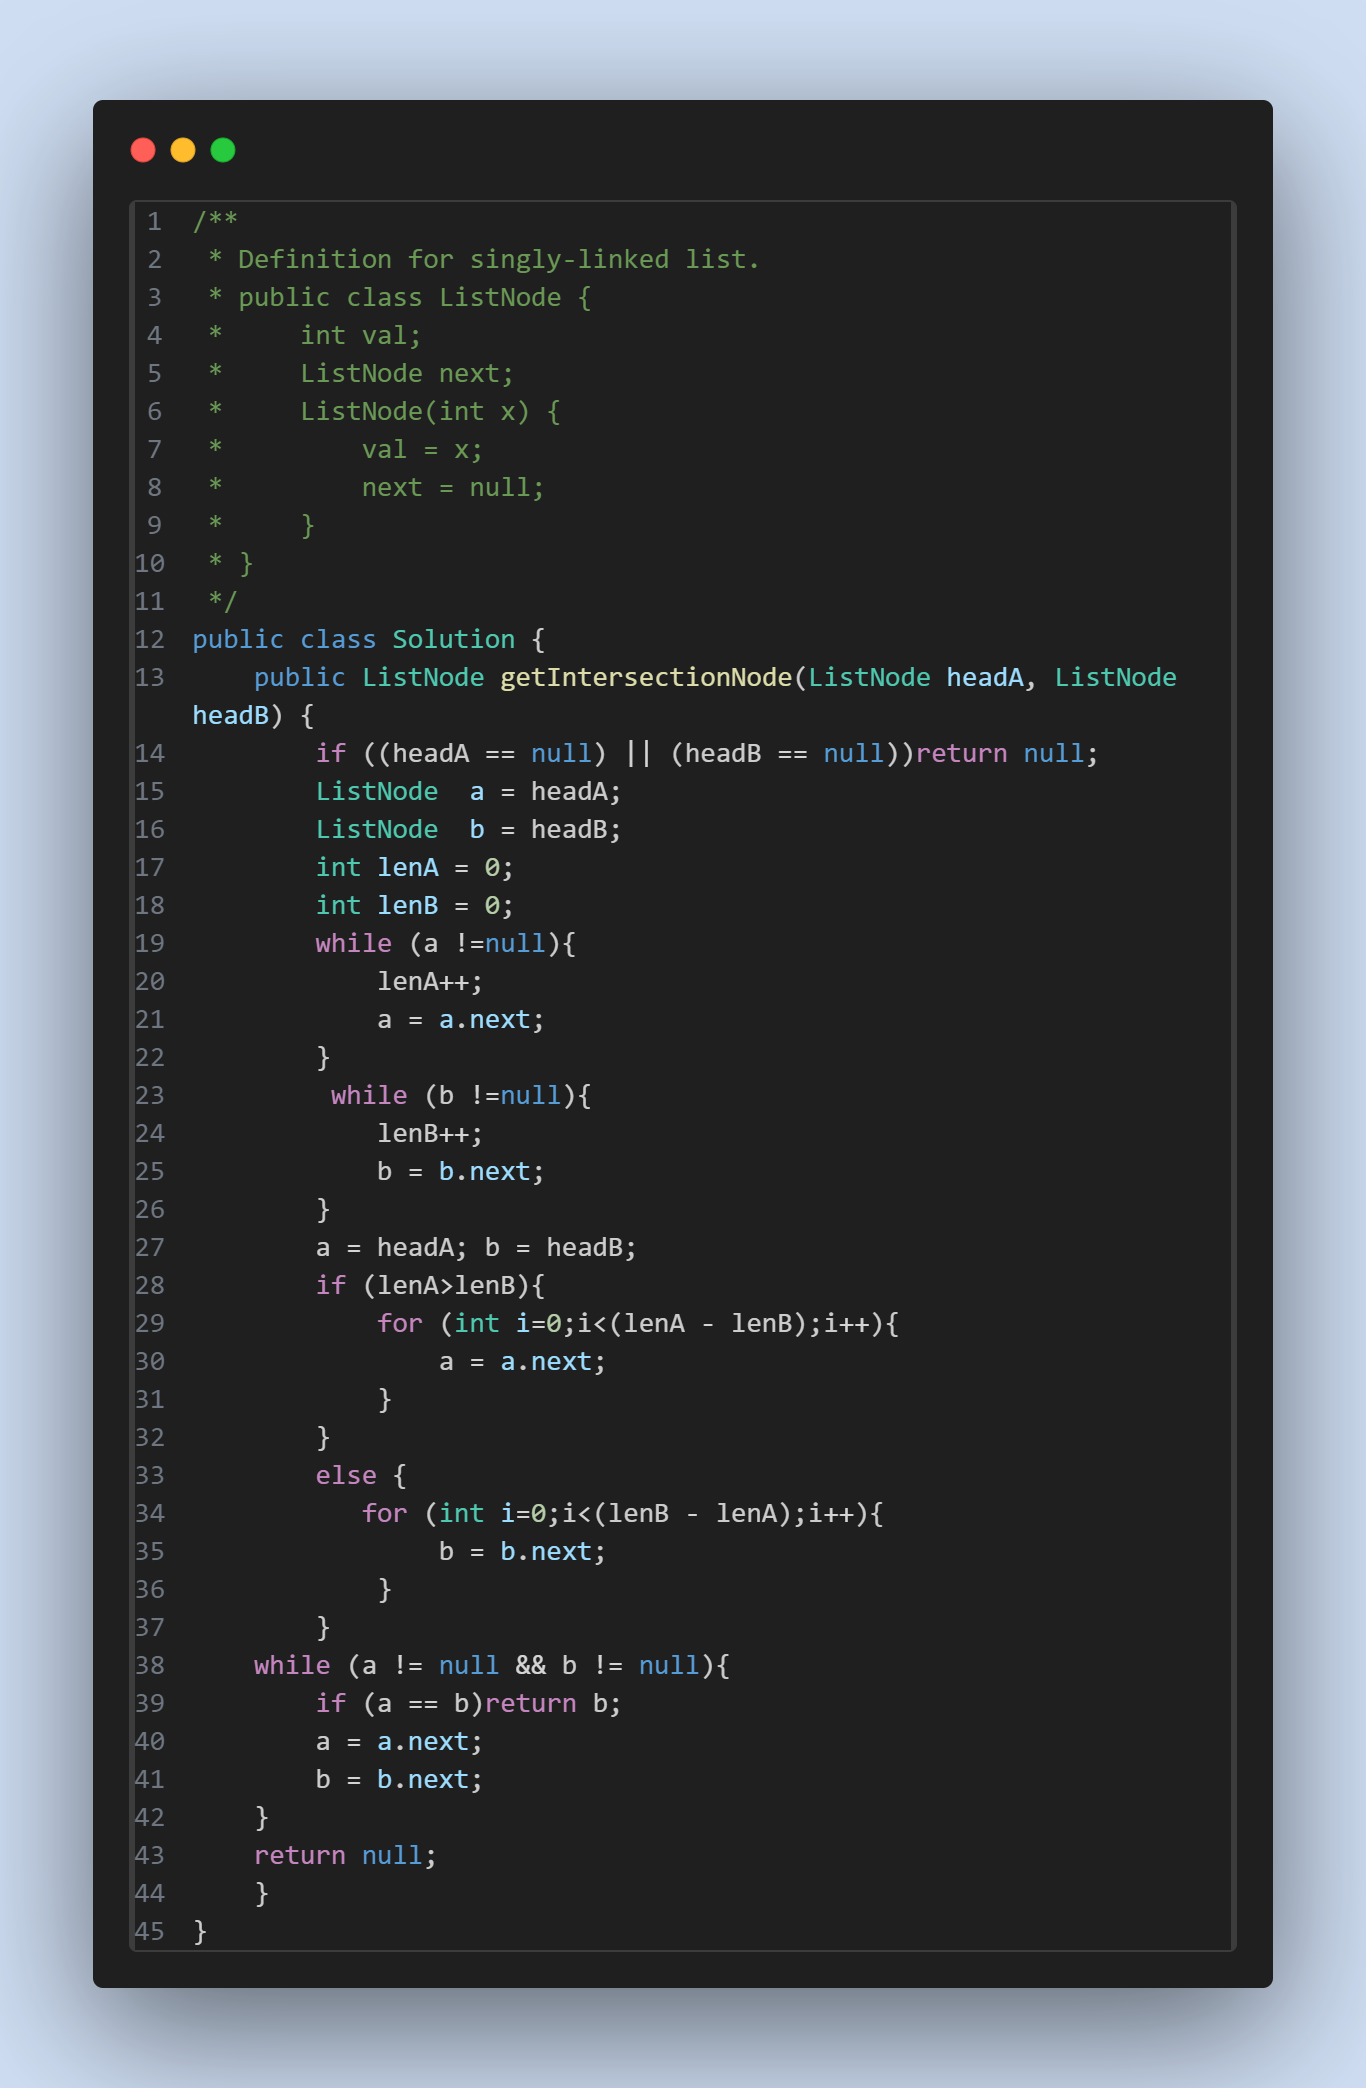 1 /**
2  * Definition for singly-linked list.
3  * public class ListNode {
4  *     int val;
5  *     ListNode next;
6  *     ListNode(int x) {
7  *         val = x;
8  *         next = null;
9  *     }
10  * }
11  */
12 public class Solution {
13     public ListNode getIntersectionNode(ListNode headA, ListNode
headB) {
14         if ((headA == null) || (headB == null))return null;
15         ListNode  a = headA;
16         ListNode  b = headB;
17         int lenA = 0;
18         int lenB = 0;
19         while (a !=null){
20             lenA++;
21             a = a.next;
22         }
23          while (b !=null){
24             lenB++;
25             b = b.next;
26         }
27         a = headA; b = headB;
28         if (lenA>lenB){
29             for (int i=0;i<(lenA - lenB);i++){
30                 a = a.next;
31             }
32         }
33         else {
34            for (int i=0;i<(lenB - lenA);i++){
35                 b = b.next;
36             }
37         }
38     while (a != null && b != null){
39         if (a == b)return b;
40         a = a.next;
41         b = b.next;
42     }
43     return null;
44     }
45 }